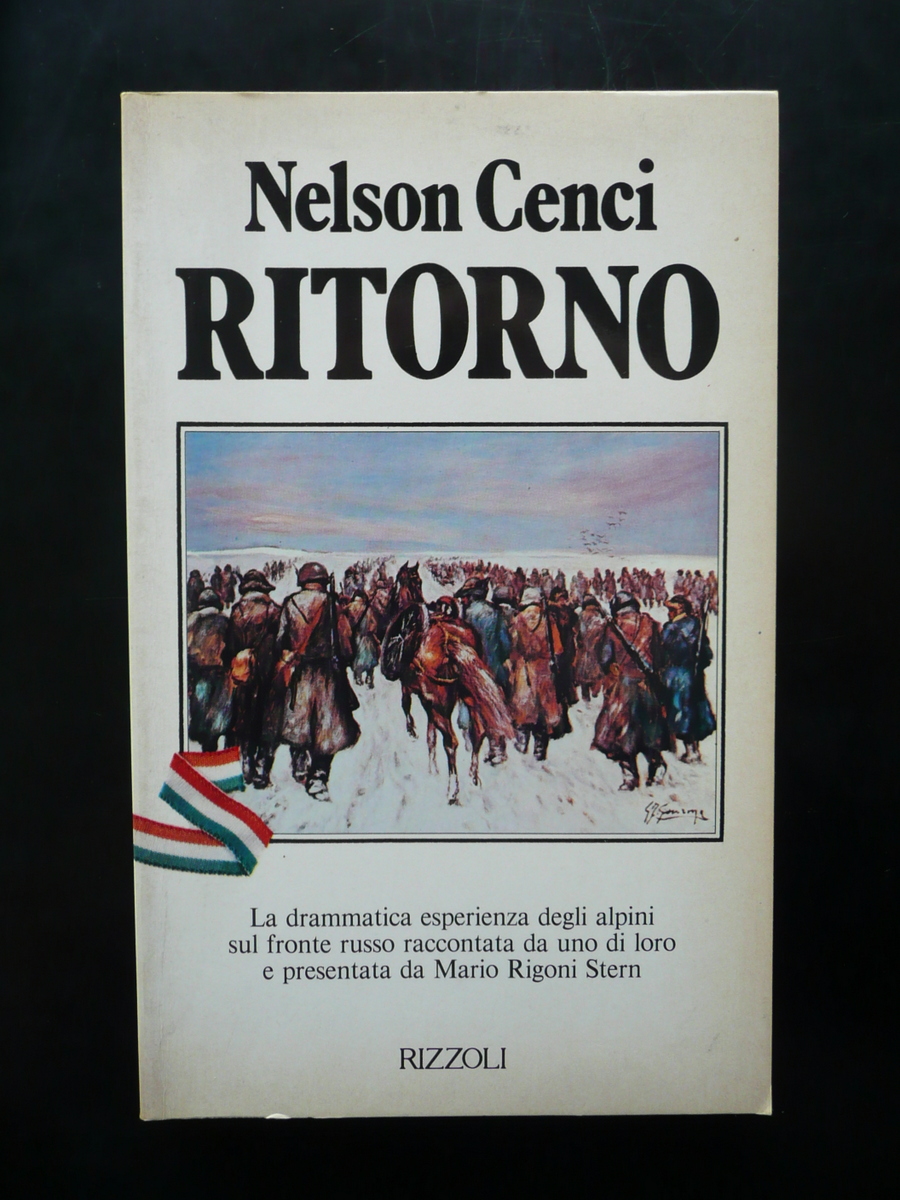 Nelson Cenci
RITORNO
La drammatica esperienza degli alpini
sul fronte russo raccontata da uno di loro
e presentata da Mario Rigoni Stern
RIZZOLI